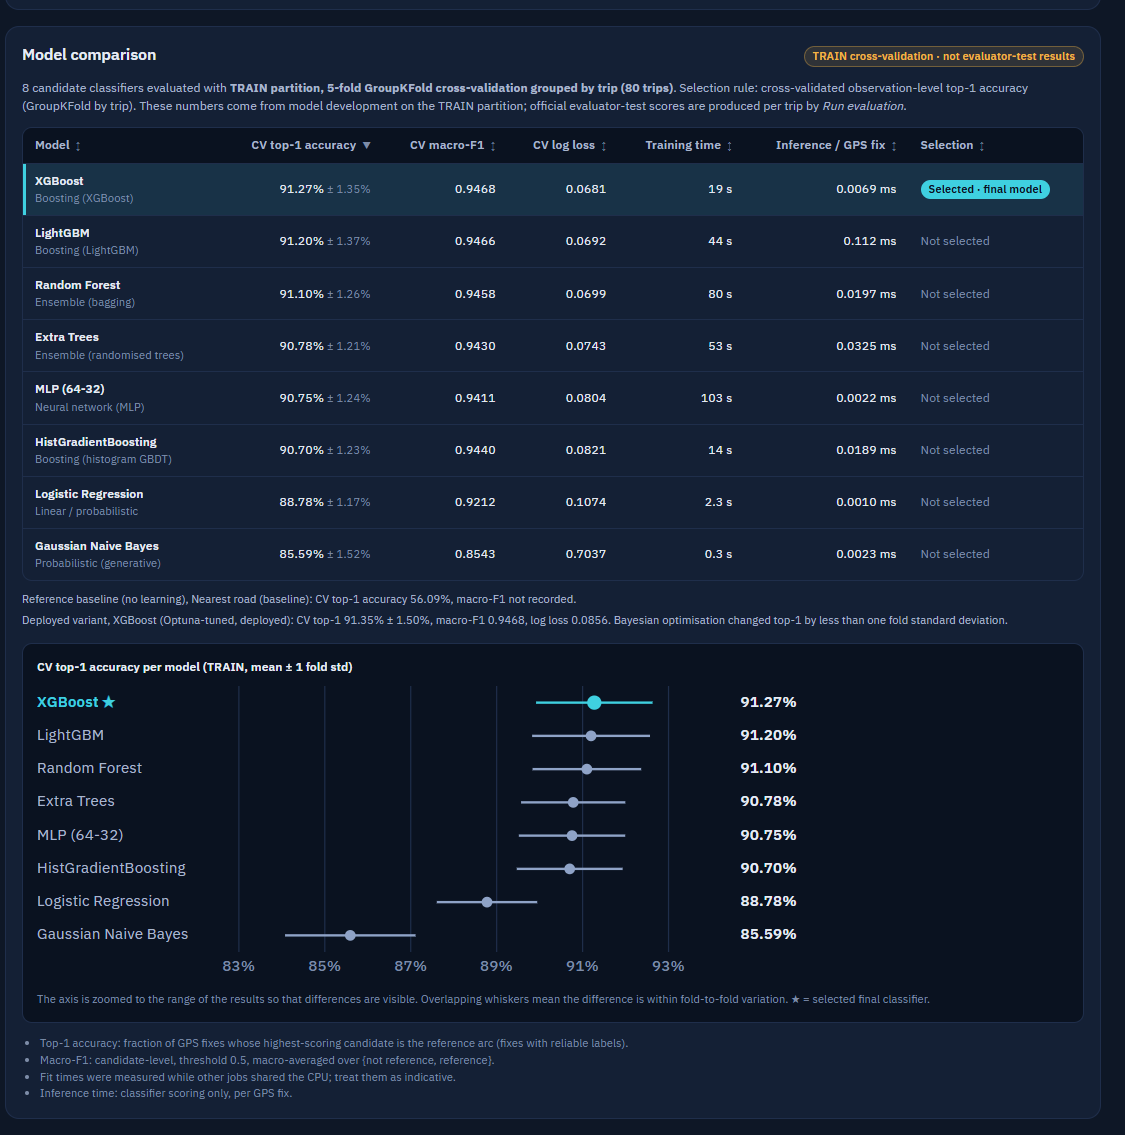 Model comparison
TRAIN cross-validation · not evaluator-test results
8 candidate classifiers evaluated with TRAIN partition, 5-fold GroupKFold cross-validation grouped by trip (80 trips). Selection rule: cross-validated observation-level top-1 accuracy
(GroupKFold by trip). These numbers come from model development on the TRAIN partition; official evaluator-test scores are produced per trip by Run evaluation.
Model ↕ CV top-1 accuracy ▼ CV macro-F1 ↕ CV log loss ↕ Training time ↕ Inference / GPS fix ↕ Selection ↕
XGBoost
Boosting (XGBoost)
91.27% ± 1.35% 0.9468 0.0681 19 s 0.0069 ms Selected · final model
LightGBM
Boosting (LightGBM)
91.20% ± 1.37% 0.9466 0.0692 44 s 0.112 ms Not selected
Random Forest
Ensemble (bagging)
91.10% ± 1.26% 0.9458 0.0699 80 s 0.0197 ms Not selected
Extra Trees
Ensemble (randomised trees)
90.78% ± 1.21% 0.9430 0.0743 53 s 0.0325 ms Not selected
MLP (64-32)
Neural network (MLP)
90.75% ± 1.24% 0.9411 0.0804 103 s 0.0022 ms Not selected
HistGradientBoosting
Boosting (histogram GBDT)
90.70% ± 1.23% 0.9440 0.0821 14 s 0.0189 ms Not selected
Logistic Regression
Linear / probabilistic
88.78% ± 1.17% 0.9212 0.1074 2.3 s 0.0010 ms Not selected
Gaussian Naive Bayes
Probabilistic (generative)
85.59% ± 1.52% 0.8543 0.7037 0.3 s 0.0023 ms Not selected
Reference baseline (no learning), Nearest road (baseline): CV top-1 accuracy 56.09%, macro-F1 not recorded.
Deployed variant, XGBoost (Optuna-tuned, deployed): CV top-1 91.35% ± 1.50%, macro-F1 0.9468, log loss 0.0856. Bayesian optimisation changed top-1 by less than one fold standard deviation.
CV top-1 accuracy per model (TRAIN, mean ± 1 fold std)
XGBoost ★ 91.27%
LightGBM 91.20%
Random Forest 91.10%
Extra Trees 90.78%
MLP (64-32) 90.75%
HistGradientBoosting 90.70%
Logistic Regression 88.78%
Gaussian Naive Bayes 85.59%
83% 85% 87% 89% 91% 93%
The axis is zoomed to the range of the results so that differences are visible. Overlapping whiskers mean the difference is within fold-to-fold variation. ★ = selected final classifier.
• Top-1 accuracy: fraction of GPS fixes whose highest-scoring candidate is the reference arc (fixes with reliable labels).
• Macro-F1: candidate-level, threshold 0.5, macro-averaged over {not reference, reference}.
• Fit times were measured while other jobs shared the CPU; treat them as indicative.
• Inference time: classifier scoring only, per GPS fix.